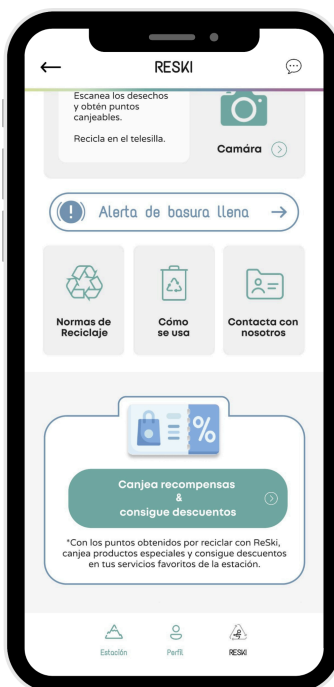 RESKI
Escanea los desechos
y obtén puntos
canjeables.
Recicla en el telesilla.
Camára
Alerta de basura llena
Normas de
Reciclaje
Cómo
se usa
Contacta con
nosotros
%
Canjea recompensas
&
consigue descuentos
*Con los puntos obtenidos por reciclar con ReSki,
canjea productos especiales y consigue descuentos
en tus servicios favoritos de la estación.
Estación
Perfil
RESKI